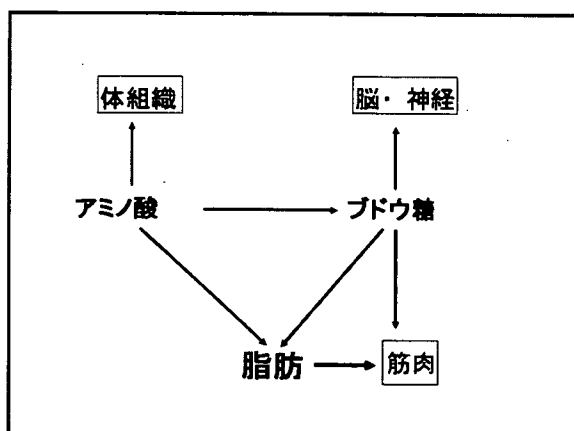 体組織
脳・神経
アミノ酸
ブドウ糖
脂肪
筋肉